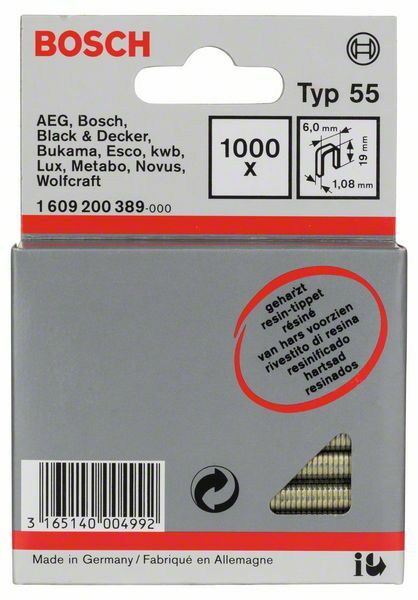 BOSCH
Typ 55
AEG, Bosch,
Black & Decker,
Bukama, Esco, kwb,
Lux, Metabo, Novus,
Wolfcraft
1 609 200 389-000
1000
x
6,0 mm
19 mm
1,08 mm
geharzt
resin-tippet
résiné
van hars voorzien
rivestito di resina
resinificado
hartsad
resinados
3 165140 004992
Made in Germany / Fabriqué en Allemagne